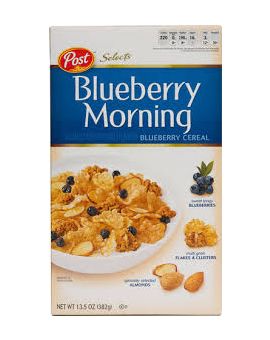 Post
Selects
Blueberry
Morning
BLUEBERRY CEREAL
sweet tangy
BLUEBERRIES
multi grain
FLAKES & CLUSTERS
specially selected
ALMONDS
NET WT 13.5 OZ (382g)